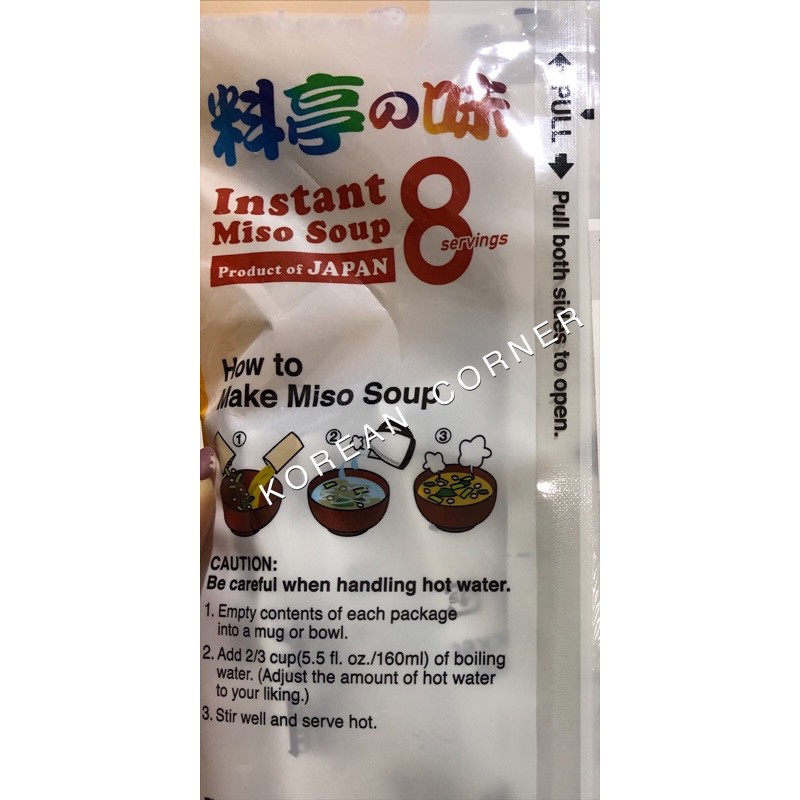 料亭の味
Instant
Miso Soup
8
servings
Product of JAPAN
PULL
Pull both sides to open.
How to
Make Miso Soup
①
②
③
KOREAN CORNER
CAUTION:
Be careful when handling hot water.
1. Empty contents of each package
into a mug or bowl.
2. Add 2/3 cup(5.5 fl. oz./160ml) of boiling
water. (Adjust the amount of hot water
to your liking.)
3. Stir well and serve hot.